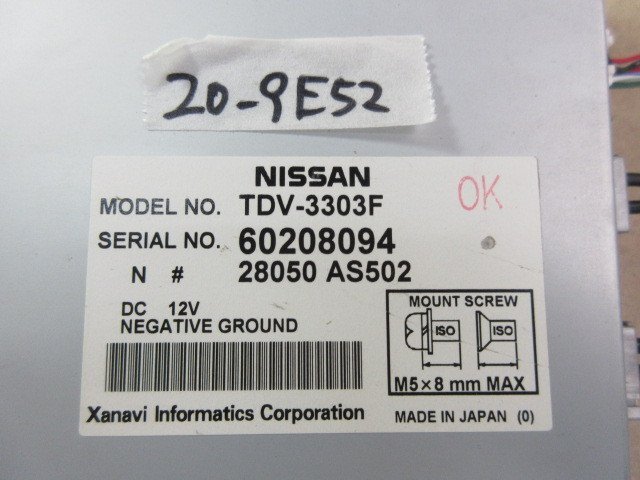 20-9E52
NISSAN
OK
MODEL NO. TDV-3303F
SERIAL NO. 60208094
N # 28050 AS502
DC 12V
NEGATIVE GROUND
MOUNT SCREW
ISO ISO
M5×8 mm MAX
Xanavi Informatics Corporation
MADE IN JAPAN (0)